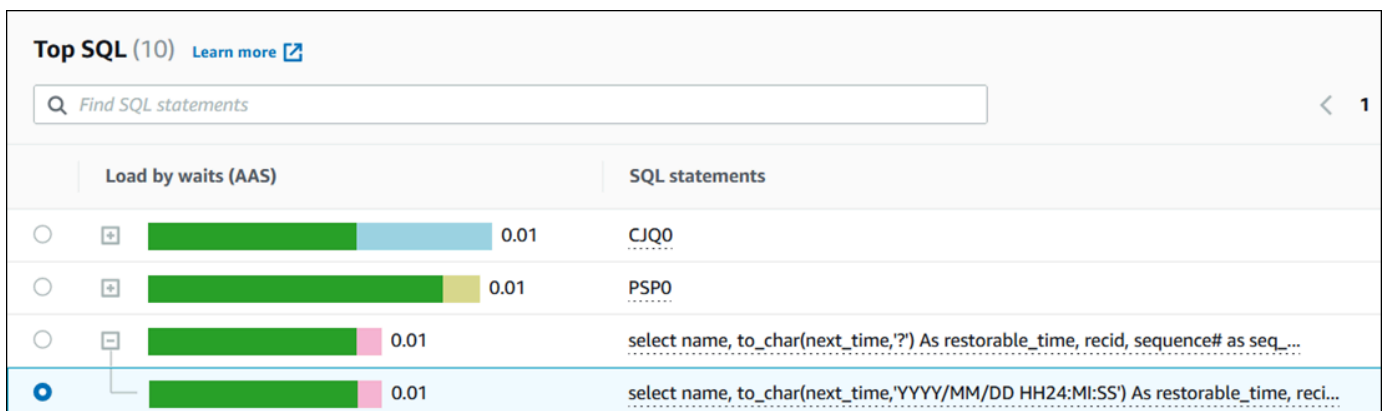 Top SQL (10) Learn more
Find SQL statements
1
Load by waits (AAS) SQL statements
0.01 CJQ0
0.01 PSP0
0.01 select name, to_char(next_time,'?') As restorable_time, recid, sequence# as seq_...
0.01 select name, to_char(next_time,'YYYY/MM/DD HH24:MI:SS') As restorable_time, reci...